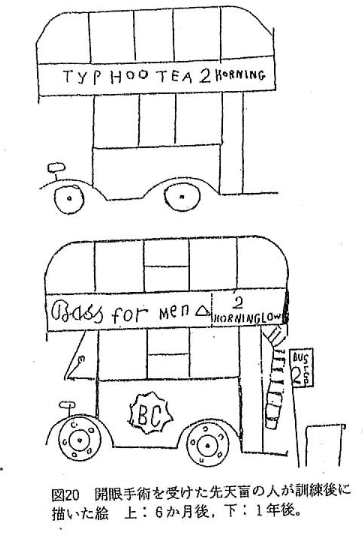 TYPHOO TEA 2 HORNING
Bass for Men 2
HORNINGLOW
BUS
2
BC
図20 開眼手術を受けた先天盲の人が訓練後に
描いた絵 上：6か月後，下：1年後。